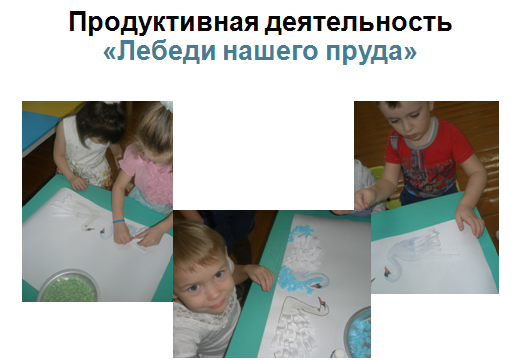 Продуктивная деятельность
«Лебеди нашего пруда»